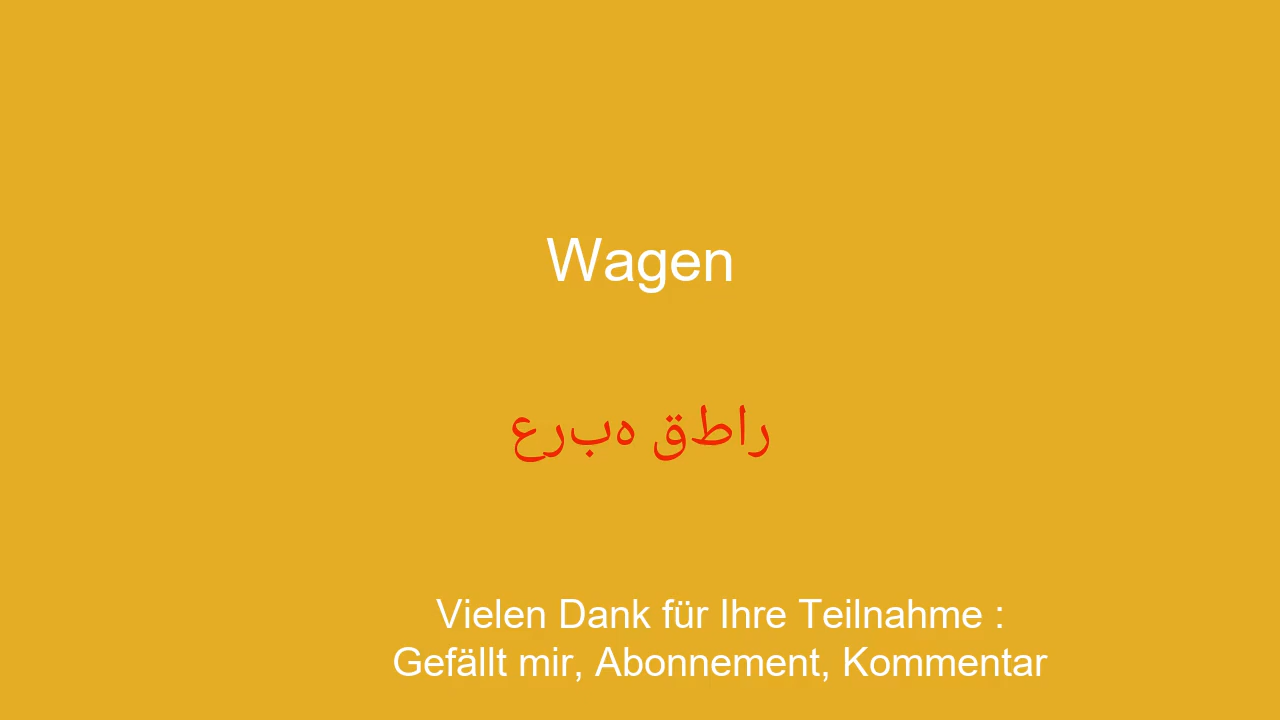 Wagen
عربه قطار
Vielen Dank für Ihre Teilnahme :
Gefällt mir, Abonnement, Kommentar